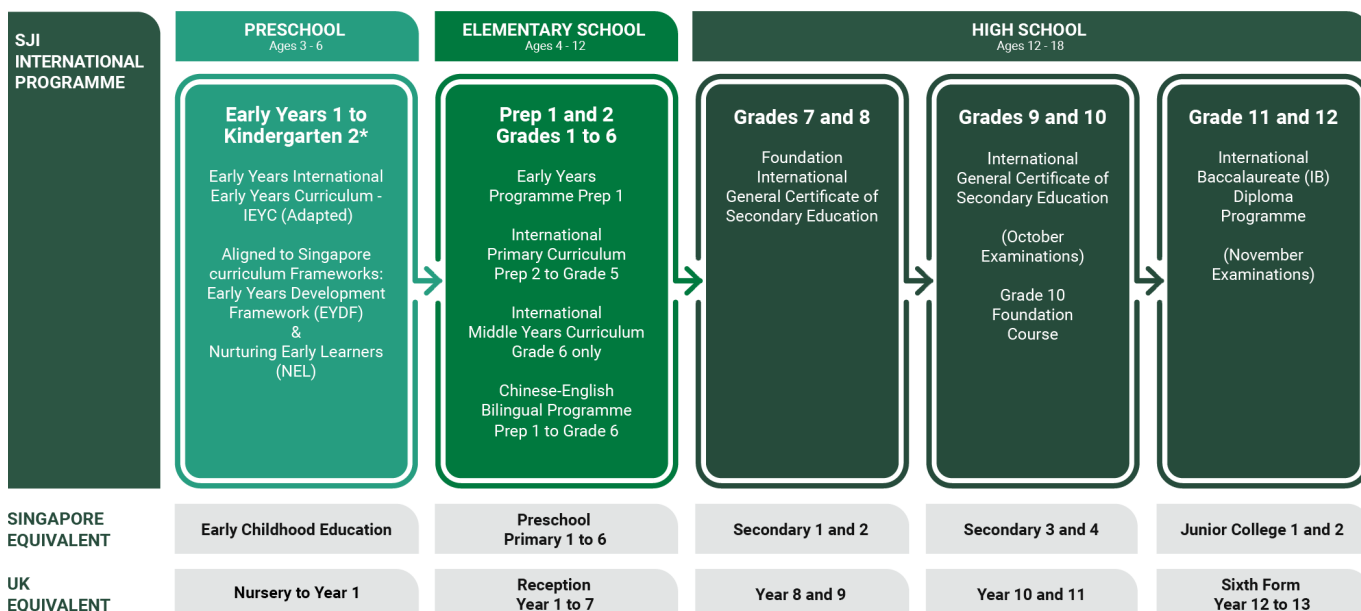 SJI
INTERNATIONAL
PROGRAMME
PRESCHOOL
Ages 3 - 6
ELEMENTARY SCHOOL
Ages 4 - 12
HIGH SCHOOL
Ages 12 - 18
Early Years 1 to
Kindergarten 2*
Early Years International
Early Years Curriculum -
IEYC (Adapted)
Aligned to Singapore
curriculum Frameworks:
Early Years Development
Framework (EYDF)
&
Nurturing Early Learners
(NEL)
Prep 1 and 2
Grades 1 to 6
Early Years
Programme Prep 1
International
Primary Curriculum
Prep 2 to Grade 5
International
Middle Years Curriculum
Grade 6 only
Chinese-English
Bilingual Programme
Prep 1 to Grade 6
Grades 7 and 8
Foundation
International
General Certificate of
Secondary Education
Grades 9 and 10
International
General Certificate of
Secondary Education
(October
Examinations)
Grade 10
Foundation
Course
Grade 11 and 12
International
Baccalaureate (IB)
Diploma
Programme
(November
Examinations)
SINGAPORE
EQUIVALENT
Early Childhood Education
Preschool
Primary 1 to 6
Secondary 1 and 2
Secondary 3 and 4
Junior College 1 and 2
UK
EQUIVALENT
Nursery to Year 1
Reception
Year 1 to 7
Year 8 and 9
Year 10 and 11
Sixth Form
Year 12 to 13